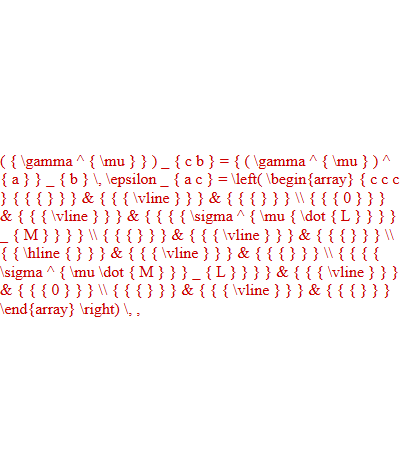 ( { \gamma ^ { \mu } } ) _ { c b } = { ( \gamma ^ { \mu } ) ^
{ a } } _ { b } \, \epsilon _ { a c } = \left( \begin{array} { c c c
} { { { } } } & { { { \vline } } } & { { { } } } \\ { { { 0 } } }
& { { { \vline } } } & { { { { \sigma ^ { \mu { \dot { L } } } }
_ { M } } } } \\ { { { } } } & { { { \vline } } } & { { { } } } \\
{ { \hline { } } } & { { { \vline } } } & { { { } } } \\ { { { {
\sigma ^ { \mu \dot { M } } } _ { L } } } } & { { { \vline } } }
& { { { 0 } } } \\ { { { } } } & { { { \vline } } } & { { { } } }
\end{array} \right) \, ,